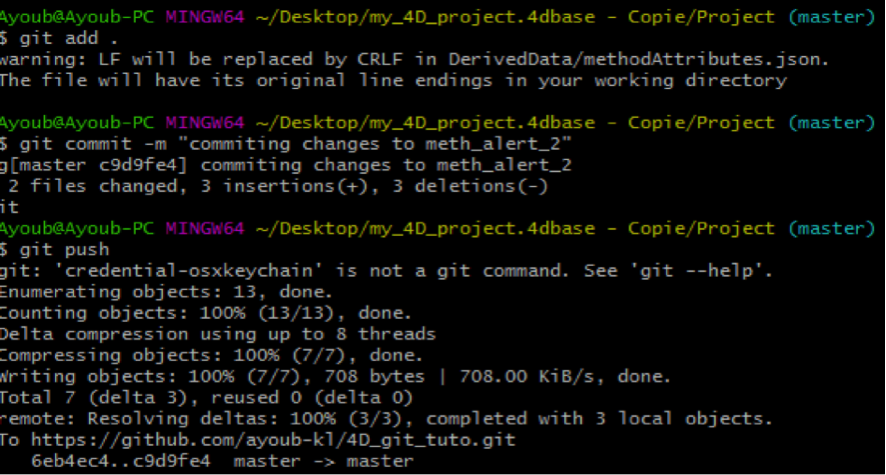 Ayoub@Ayoub-PC MINGW64 ~/Desktop/my_4D_project.4dbase - Copie/Project (master)
$ git add .
warning: LF will be replaced by CRLF in DerivedData/methodAttributes.json.
The file will have its original line endings in your working directory
Ayoub@Ayoub-PC MINGW64 ~/Desktop/my_4D_project.4dbase - Copie/Project (master)
$ git commit -m "commiting changes to meth_alert_2"
g[master c9d9fe4] commiting changes to meth_alert_2
2 files changed, 3 insertions(+), 3 deletions(-)
it
Ayoub@Ayoub-PC MINGW64 ~/Desktop/my_4D_project.4dbase - Copie/Project (master)
$ git push
git: 'credential-osxkeychain' is not a git command. See 'git --help'.
Enumerating objects: 13, done.
Counting objects: 100% (13/13), done.
Delta compression using up to 8 threads
Compressing objects: 100% (7/7), done.
Writing objects: 100% (7/7), 708 bytes | 708.00 KiB/s, done.
Total 7 (delta 3), reused 0 (delta 0)
remote: Resolving deltas: 100% (3/3), completed with 3 local objects.
To https://github.com/ayoub-kl/4D_git_tuto.git
6eb4ec4..c9d9fe4  master -> master